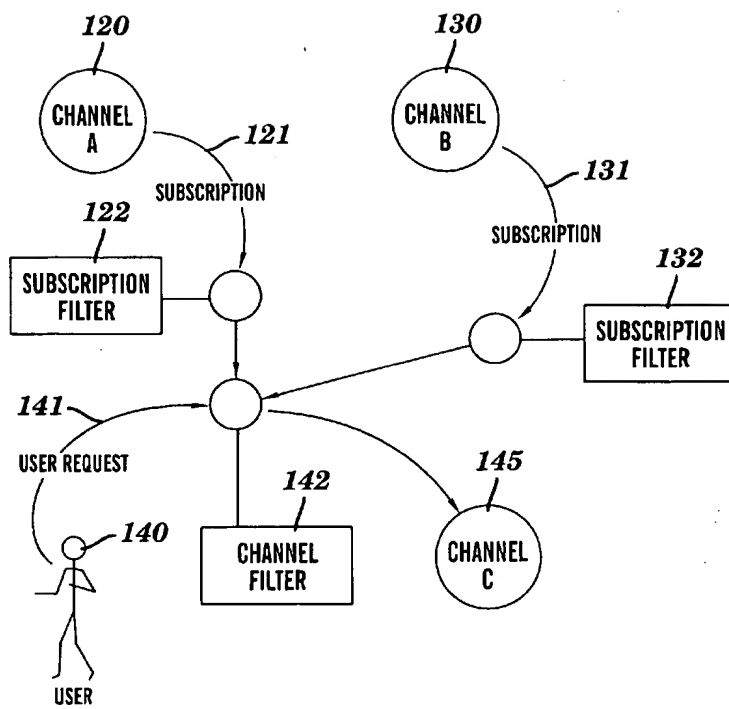 120
CHANNEL
A
121
SUBSCRIPTION
130
CHANNEL
B
131
SUBSCRIPTION
122
SUBSCRIPTION
FILTER
132
SUBSCRIPTION
FILTER
141
USER REQUEST
140
USER
142
CHANNEL
FILTER
145
CHANNEL
C